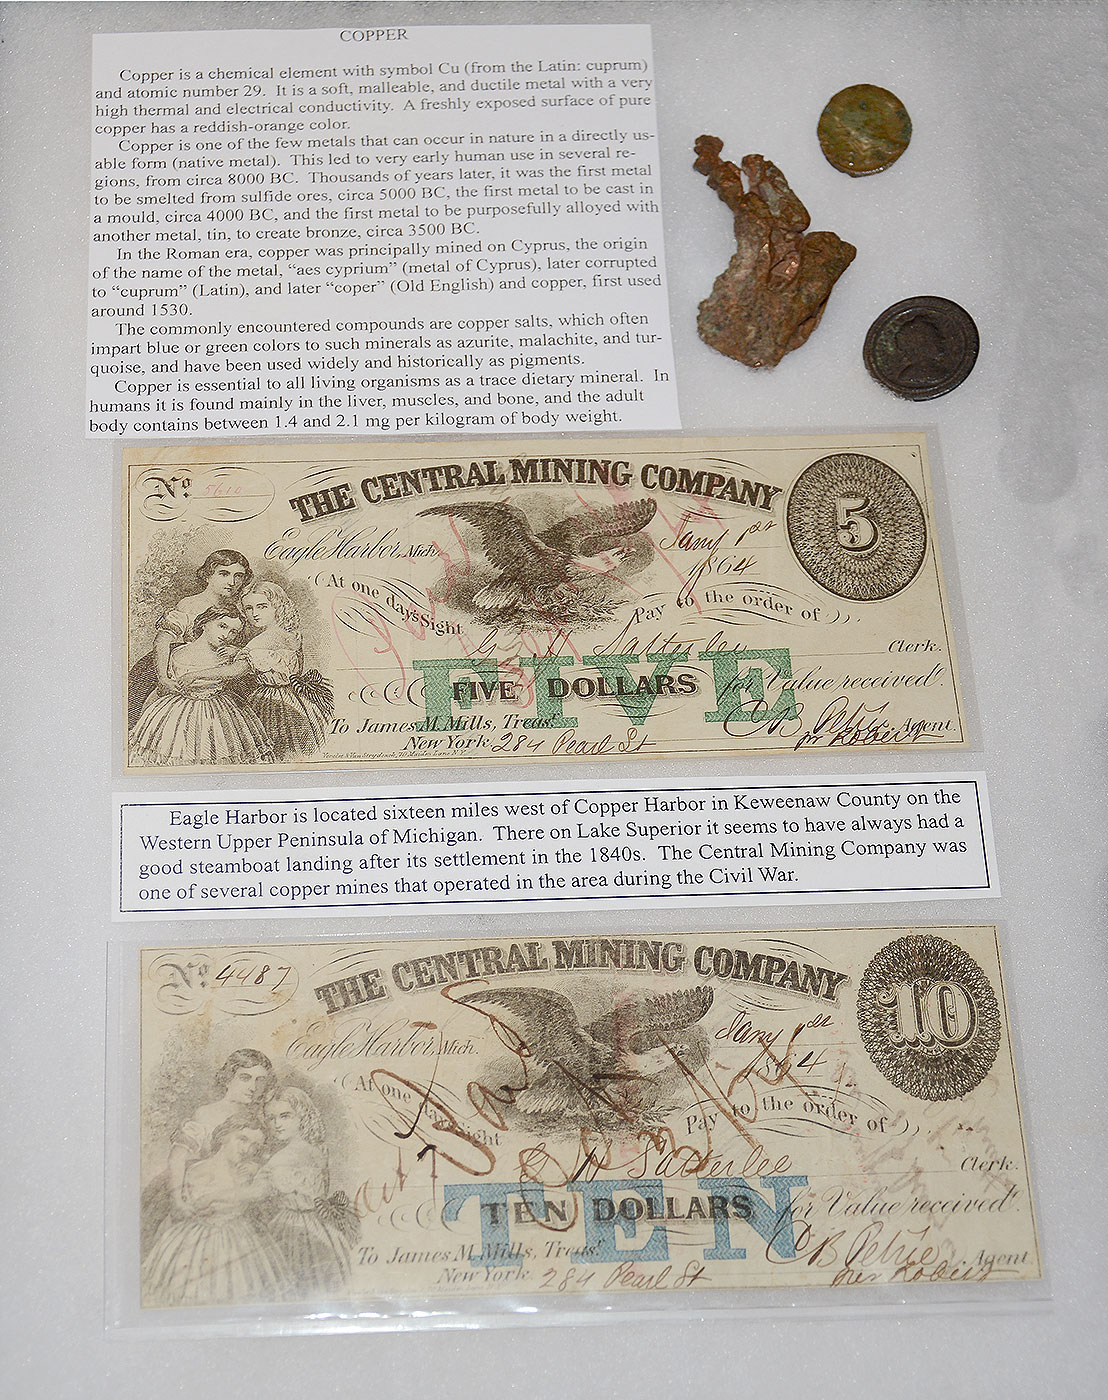 COPPER
Copper is a chemical element with symbol Cu (from the Latin: cuprum)
and atomic number 29. It is a soft, malleable, and ductile metal with a very
high thermal and electrical conductivity. A freshly exposed surface of pure
copper has a reddish-orange color.
Copper is one of the few metals that can occur in nature in a directly us-
able form (native metal). This led to very early human use in several re-
gions, from circa 8000 BC. Thousands of years later, it was the first metal
to be smelted from sulfide ores, circa 5000 BC, the first metal to be cast in
a mould, circa 4000 BC, and the first metal to be purposefully alloyed with
another metal, tin, to create bronze, circa 3500 BC.
In the Roman era, copper was principally mined on Cyprus, the origin
of the name of the metal, “aes cyprium” (metal of Cyprus), later corrupted
to “cuprum” (Latin), and later “coper” (Old English) and copper, first used
around 1530.
The commonly encountered compounds are copper salts, which often
impart blue or green colors to such minerals as azurite, malachite, and tur-
quoise, and have been used widely and historically as pigments.
Copper is essential to all living organisms as a trace dietary mineral. In
humans it is found mainly in the liver, muscles, and bone, and the adult
body contains between 1.4 and 2.1 mg per kilogram of body weight.
No. 5610
THE CENTRAL MINING COMPANY
5
Eagle Harbor, Mich.
Jany 1st
1864
At one days Sight
Pay to the order of
G H Satterlee Clerk.
FIVE
FIVE DOLLARS for Value received
To James M. Mills, Treast.
New York 284 Pearl St
C B Petrie Agent.
Eagle Harbor is located sixteen miles west of Copper Harbor in Keweenaw County on the
Western Upper Peninsula of Michigan. There on Lake Superior it seems to have always had a
good steamboat landing after its settlement in the 1840s. The Central Mining Company was
one of several copper mines that operated in the area during the Civil War.
No. 4487
THE CENTRAL MINING COMPANY
10
Eagle Harbor, Mich.
Jany 1st
1864
At one days Sight
Pay to the order of
G H Satterlee Clerk.
TEN
TEN DOLLARS for Value received
To James M. Mills, Treast.
New York. 284 Pearl St
C B Petrie Agent